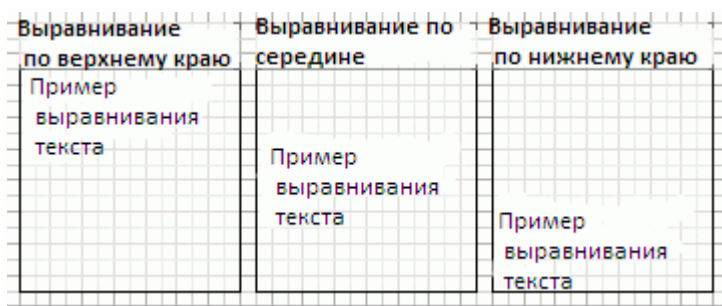 Выравнивание
по верхнему краю
Пример
выравнивания
текста
Выравнивание по
середине
Пример
выравнивания
текста
Выравнивание
по нижнему краю
Пример
выравнивания
текста